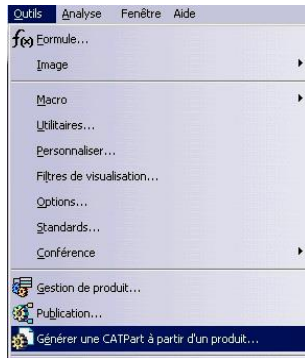 Outils Analyse Fenêtre Aide
f(x) Formule...
Image
Macro
Utilitaires...
Personnaliser...
Filtres de visualisation...
Options...
Standards...
Conférence
Gestion de produit...
Publication...
Générer une CATPart à partir d'un produit...